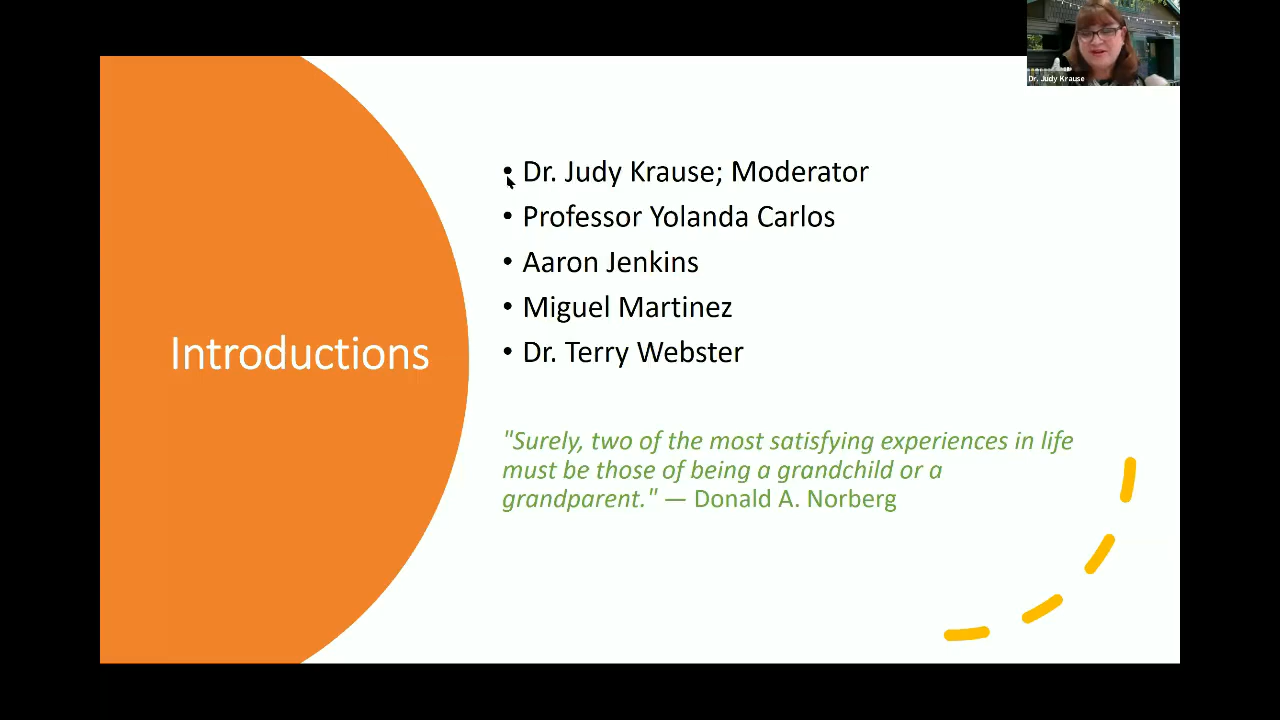 Dr. Judy Krause
Introductions
• Dr. Judy Krause; Moderator
• Professor Yolanda Carlos
• Aaron Jenkins
• Miguel Martinez
• Dr. Terry Webster
"Surely, two of the most satisfying experiences in life
must be those of being a grandchild or a
grandparent." — Donald A. Norberg